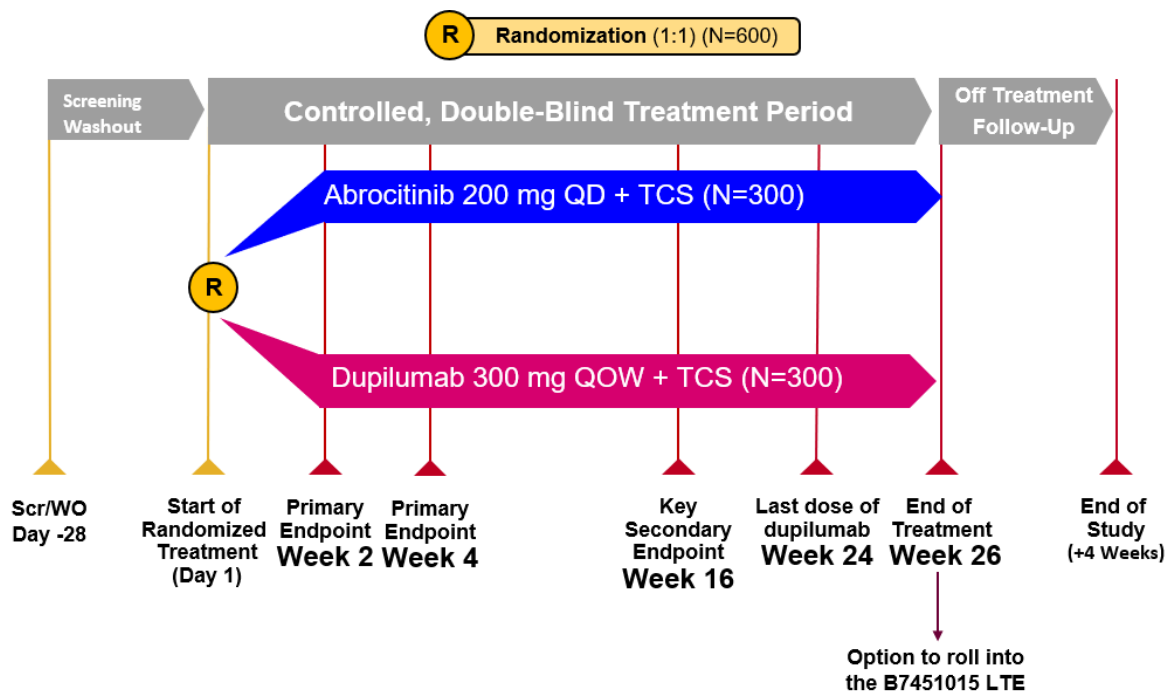 R
Randomization (1:1) (N=600)
Screening
Washout
Controlled, Double-Blind Treatment Period
Off Treatment
Follow-Up
Abrocitinib 200 mg QD + TCS (N=300)
R
Dupilumab 300 mg QOW + TCS (N=300)
Scr/WO
Day -28
Start of
Randomized
Treatment
(Day 1)
Primary
Endpoint
Week 2
Primary
Endpoint
Week 4
Key
Secondary
Endpoint
Week 16
Last dose of
dupilumab
Week 24
End of
Treatment
Week 26
End of
Study
(+4 Weeks)
Option to roll into
the B7451015 LTE